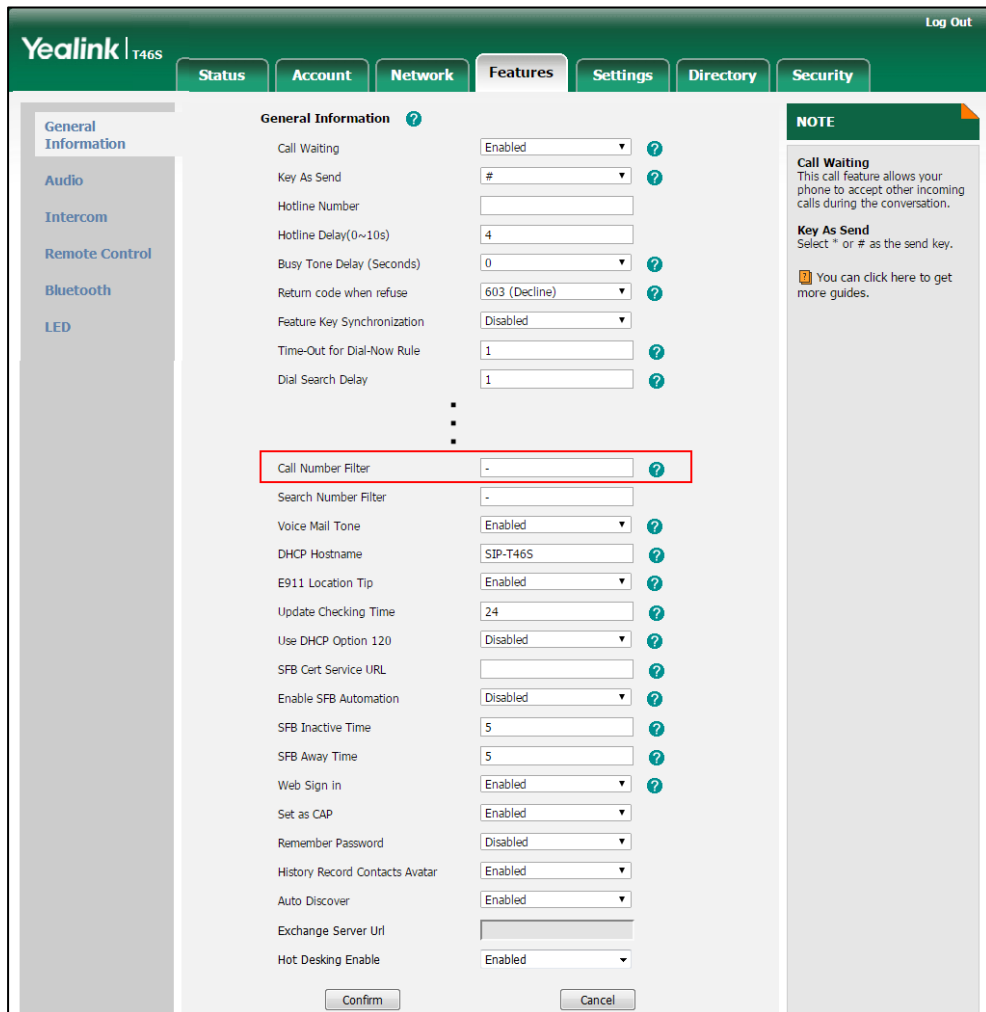 Log Out
Yealink T46S
Status Account Network Features Settings Directory Security
General
Information
Audio
Intercom
Remote Control
Bluetooth
LED
General Information ?
Call Waiting Enabled ?
Key As Send # ?
Hotline Number
Hotline Delay(0~10s) 4
Busy Tone Delay (Seconds) 0 ?
Return code when refuse 603 (Decline) ?
Feature Key Synchronization Disabled
Time-Out for Dial-Now Rule 1 ?
Dial Search Delay 1 ?
Call Number Filter - ?
Search Number Filter -
Voice Mail Tone Enabled ?
DHCP Hostname SIP-T46S ?
E911 Location Tip Enabled ?
Update Checking Time 24 ?
Use DHCP Option 120 Disabled ?
SFB Cert Service URL ?
Enable SFB Automation Disabled ?
SFB Inactive Time 5 ?
SFB Away Time 5 ?
Web Sign in Enabled ?
Set as CAP Enabled
Remember Password Disabled
History Record Contacts Avatar Enabled
Auto Discover Enabled
Exchange Server Url
Hot Desking Enable Enabled
Confirm Cancel
NOTE
Call Waiting
This call feature allows your
phone to accept other incoming
calls during the conversation.
Key As Send
Select * or # as the send key.
? You can click here to get
more guides.